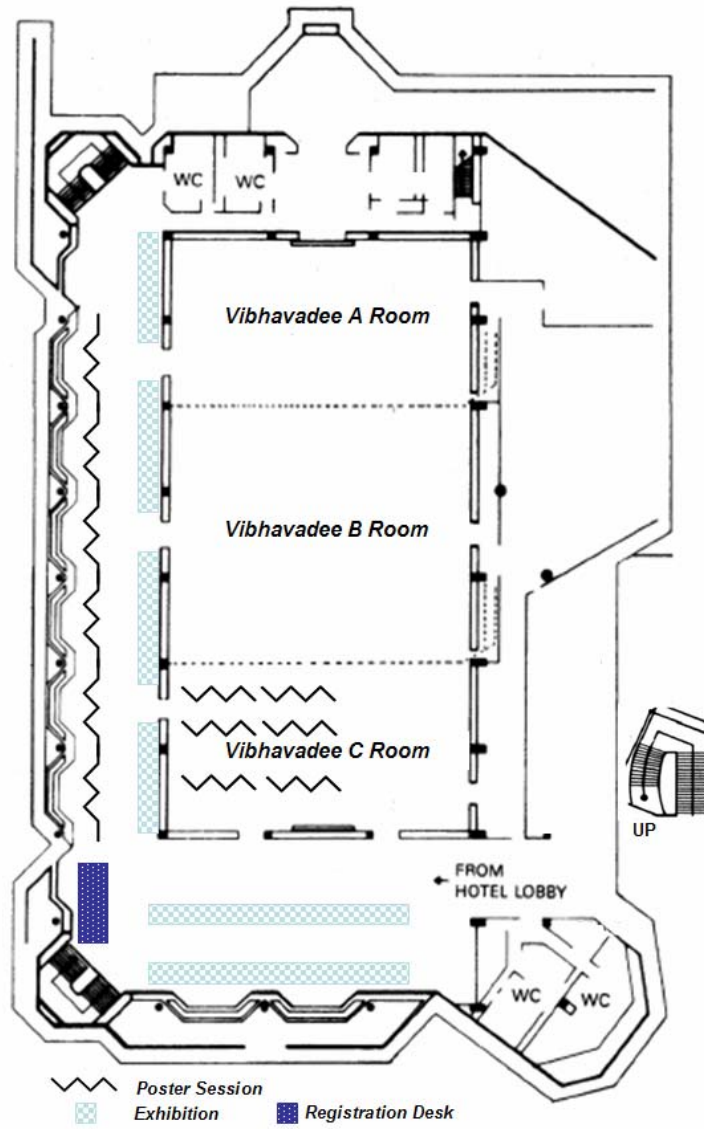 WC
WC
Vibhavadee A Room
Vibhavadee B Room
Vibhavadee C Room
UP
FROM
HOTEL LOBBY
WC
WC
Poster Session
Exhibition
Registration Desk